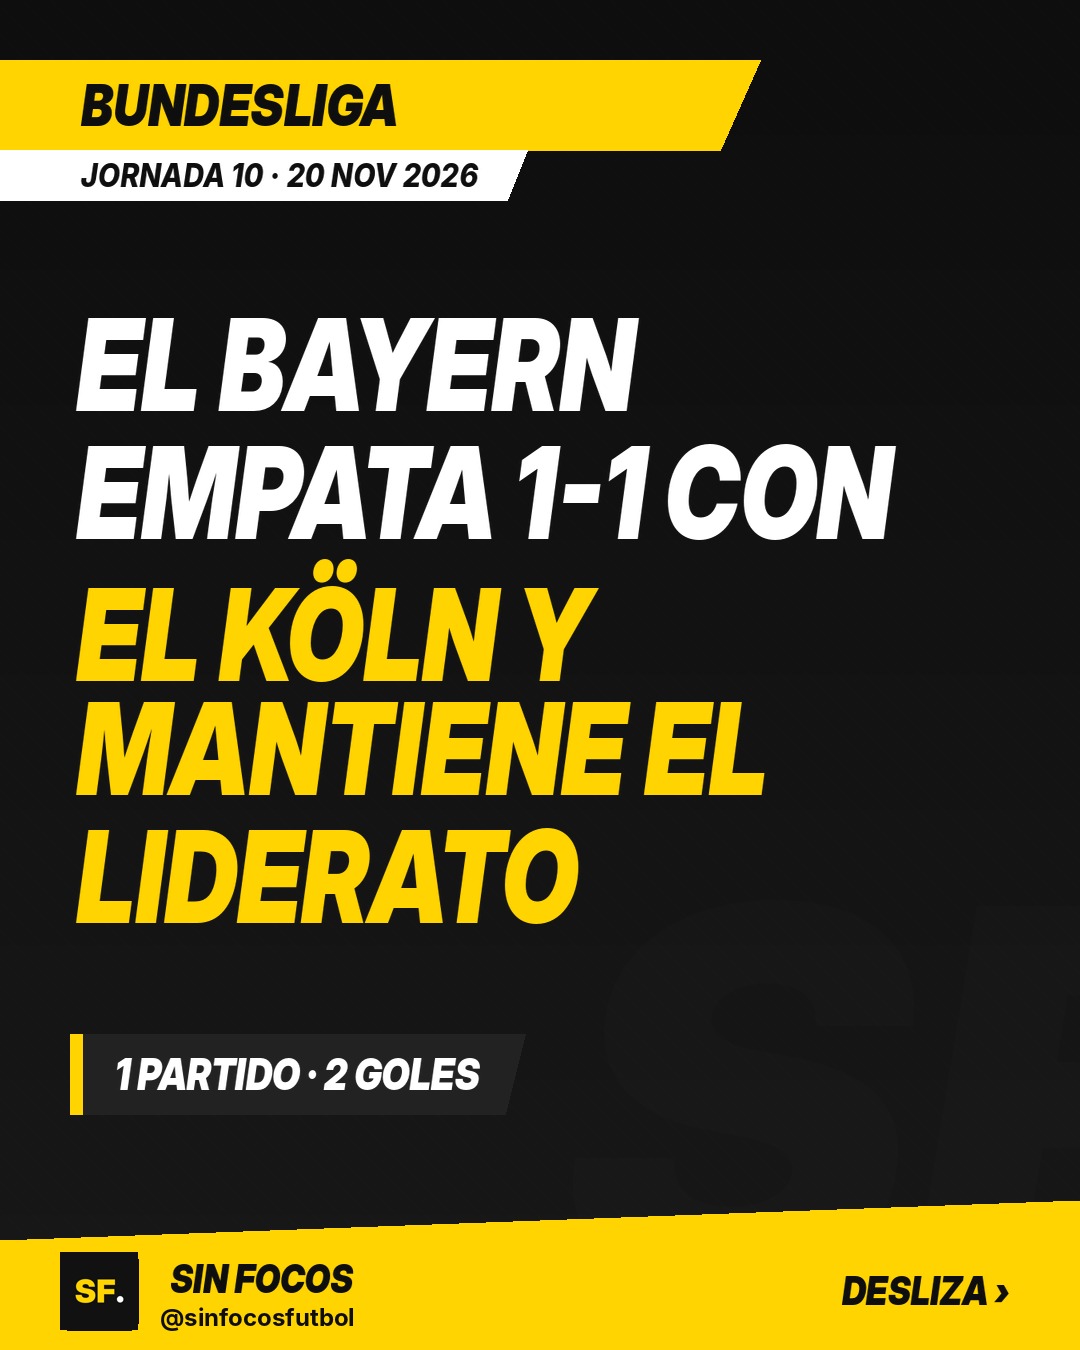 BUNDESLIGA
JORNADA 10 · 20 NOV 2026
EL BAYERN
EMPATA 1-1 CON
EL KÖLN Y
MANTIENE EL
LIDERATO
1 PARTIDO · 2 GOLES
SF.
SIN FOCOS
@sinfocosfutbol
DESLIZA ›